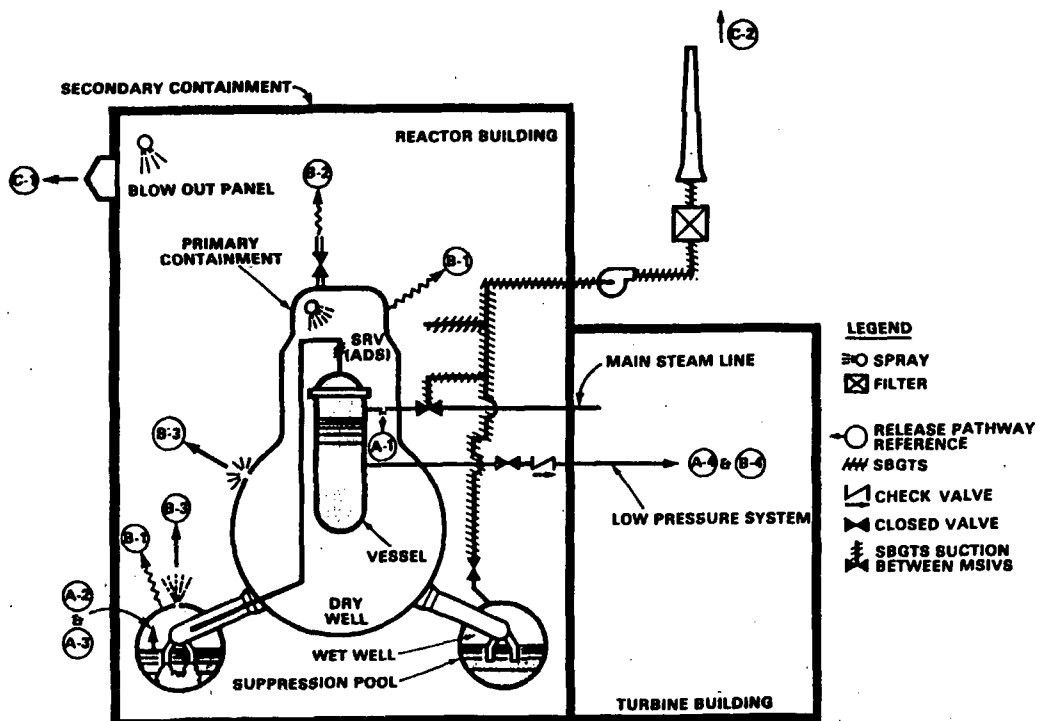 C-2
SECONDARY CONTAINMENT
REACTOR BUILDING
C-1
BLOW OUT PANEL
B-2
PRIMARY
CONTAINMENT
B-1
SRV
(ADS)
MAIN STEAM LINE
A-1
B-3
A-4 & B-4
LOW PRESSURE SYSTEM
VESSEL
B-3
B-1
A-2
&
A-3
DRY
WELL
WET WELL
SUPPRESSION POOL
TURBINE BUILDING
LEGEND
SPRAY
FILTER
RELEASE PATHWAY
REFERENCE
SBGTS
CHECK VALVE
CLOSED VALVE
SBGTS SUCTION
BETWEEN MSIVS